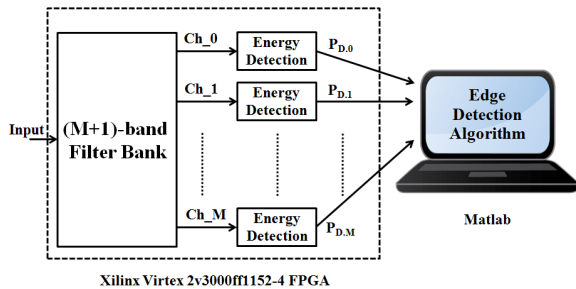 Input
(M+1)-band
Filter Bank
Ch_0
Energy
Detection
P_D.0
Ch_1
Energy
Detection
P_D.1
Ch_M
Energy
Detection
P_D.M
Edge
Detection
Algorithm
Matlab
Xilinx Virtex 2v3000ff1152-4 FPGA